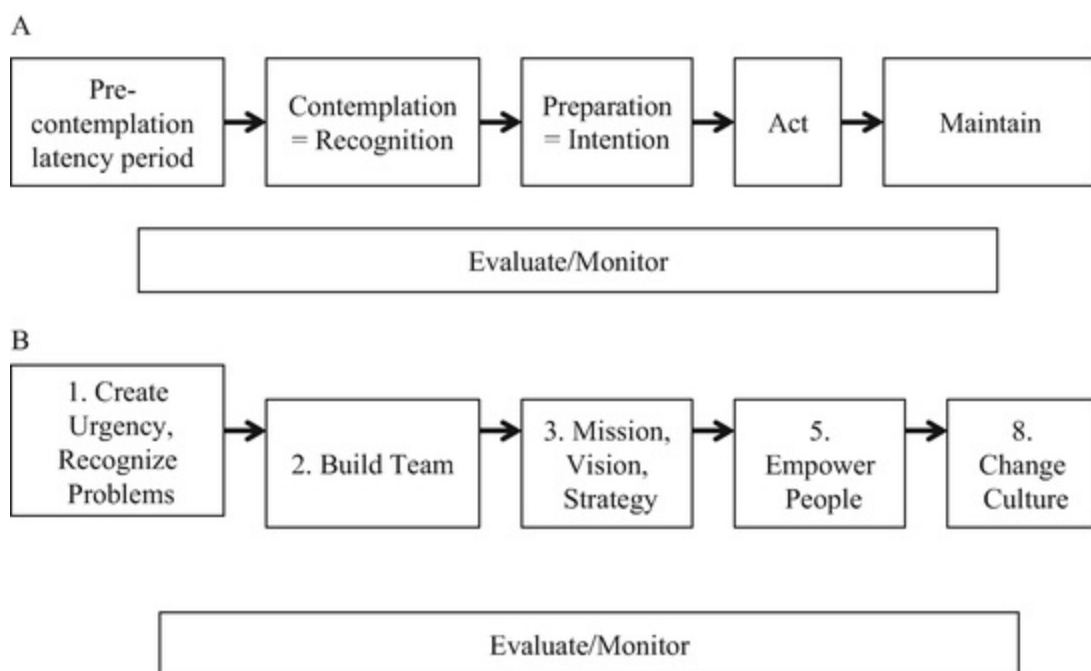 A
Pre-
contemplation
latency period
Contemplation
= Recognition
Preparation
= Intention
Act
Maintain
Evaluate/Monitor
B
1. Create
Urgency,
Recognize
Problems
2. Build Team
3. Mission,
Vision,
Strategy
5.
Empower
People
8.
Change
Culture
Evaluate/Monitor